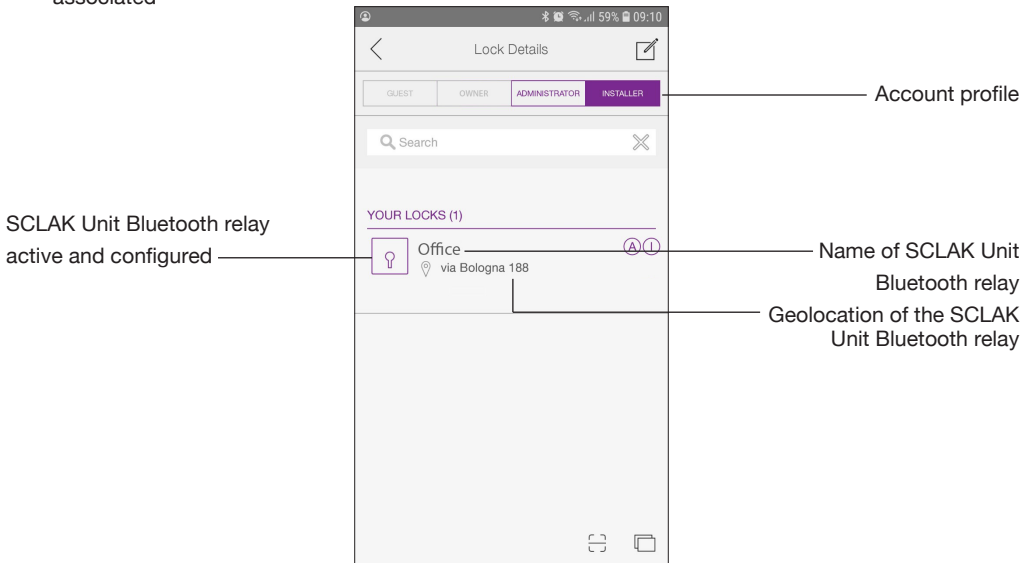 associated
59% 09:10
Lock Details
GUEST OWNER ADMINISTRATOR INSTALLER
Account profile
Search
YOUR LOCKS (1)
SCLAK Unit Bluetooth relay
active and configured
Office
A I
via Bologna 188
Name of SCLAK Unit
Bluetooth relay
Geolocation of the SCLAK
Unit Bluetooth relay